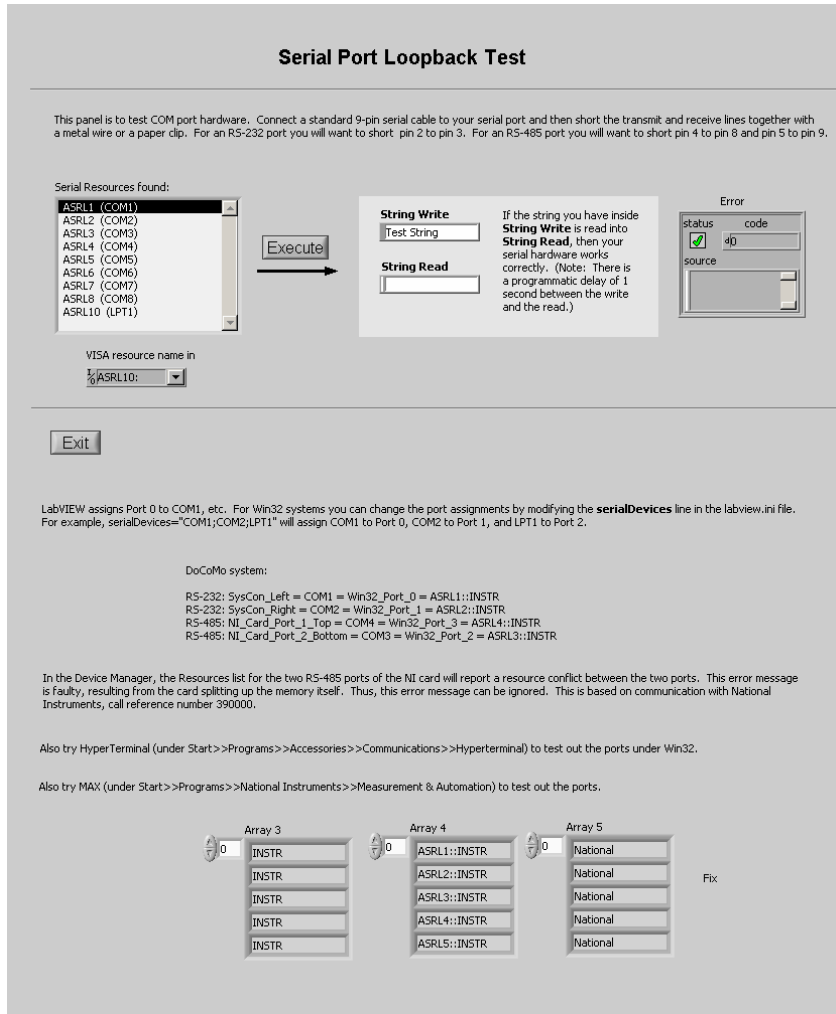 Serial Port Loopback Test
This panel is to test COM port hardware.  Connect a standard 9-pin serial cable to your serial port and then short the transmit and receive lines together with
a metal wire or a paper clip.  For an RS-232 port you will want to short  pin 2 to pin 3.  For an RS-485 port you will want to short pin 4 to pin 8 and pin 5 to pin 9.
Serial Resources found:
ASRL1 (COM1)
ASRL2 (COM2)
ASRL3 (COM3)
ASRL4 (COM4)
ASRL5 (COM5)
ASRL6 (COM6)
ASRL7 (COM7)
ASRL8 (COM8)
ASRL10 (LPT1)
VISA resource name in
ASRL10:
Execute
String Write
Test String
String Read
If the string you have inside
String Write is read into
String Read, then your
serial hardware works
correctly. (Note:  There is
a programmatic delay of 1
second between the write
and the read.)
Error
status
code
d0
source
Exit
LabVIEW assigns Port 0 to COM1, etc.  For Win32 systems you can change the port assignments by modifying the serialDevices line in the labview.ini file.
For example, serialDevices="COM1;COM2;LPT1" will assign COM1 to Port 0, COM2 to Port 1, and LPT1 to Port 2.
DoCoMo system:
RS-232: SysCon_Left = COM1 = Win32_Port_0 = ASRL1::INSTR
RS-232: SysCon_Right = COM2 = Win32_Port_1 = ASRL2::INSTR
RS-485: NI_Card_Port_1_Top = COM4 = Win32_Port_3 = ASRL4::INSTR
RS-485: NI_Card_Port_2_Bottom = COM3 = Win32_Port_2 = ASRL3::INSTR
In the Device Manager, the Resources list for the two RS-485 ports of the NI card will report a resource conflict between the two ports.  This error message
is faulty, resulting from the card splitting up the memory itself.  Thus, this error message can be ignored.  This is based on communication with National
Instruments, call reference number 390000.
Also try HyperTerminal (under Start>>Programs>>Accessories>>Communications>>Hyperterminal) to test out the ports under Win32.
Also try MAX (under Start>>Programs>>National Instruments>>Measurement & Automation) to test out the ports.
Array 3
0
INSTR
INSTR
INSTR
INSTR
INSTR
Array 4
0
ASRL1::INSTR
ASRL2::INSTR
ASRL3::INSTR
ASRL4::INSTR
ASRL5::INSTR
Array 5
0
National
National
National
National
National
Fix